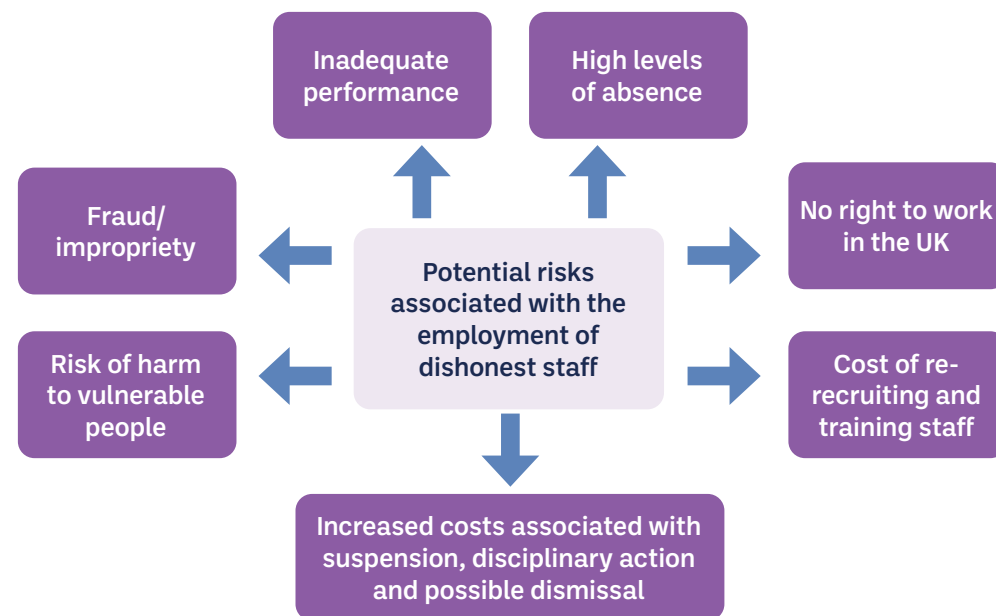 Inadequate
performance
High levels
of absence
Fraud/
impropriety
No right to work
in the UK
Potential risks
associated with the
employment of
dishonest staff
Risk of harm
to vulnerable
people
Cost of re-
recruiting and
training staff
Increased costs associated with
suspension, disciplinary action
and possible dismissal